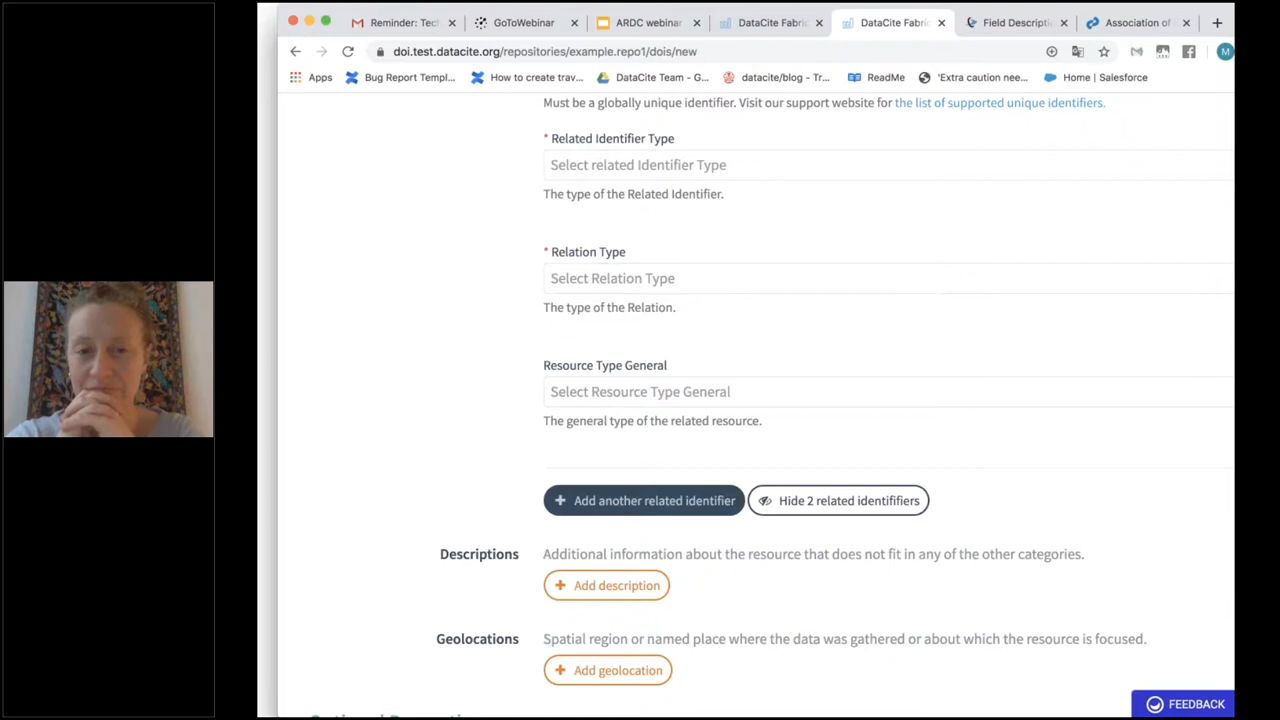 Reminder: Tec
GoToWebinar
ARDC webinar
DataCite Fabric
DataCite Fabri
Field Descripti
Association of
doi.test.datacite.org/repositories/example.repo1/dois/new
M
Apps
Bug Report Templ...
How to create trav...
DataCite Team - G...
datacite/blog - Tr...
ReadMe
'Extra caution nee...
Home | Salesforce
Must be a globally unique identifier. Visit our support website for the list of supported unique identifiers.
* Related Identifier Type
Select related Identifier Type
The type of the Related Identifier.
* Relation Type
Select Relation Type
The type of the Relation.
Resource Type General
Select Resource Type General
The general type of the related resource.
+ Add another related identifier
Hide 2 related identififiers
Descriptions
Additional information about the resource that does not fit in any of the other categories.
+ Add description
Geolocations
Spatial region or named place where the data was gathered or about which the resource is focused.
+ Add geolocation
FEEDBACK